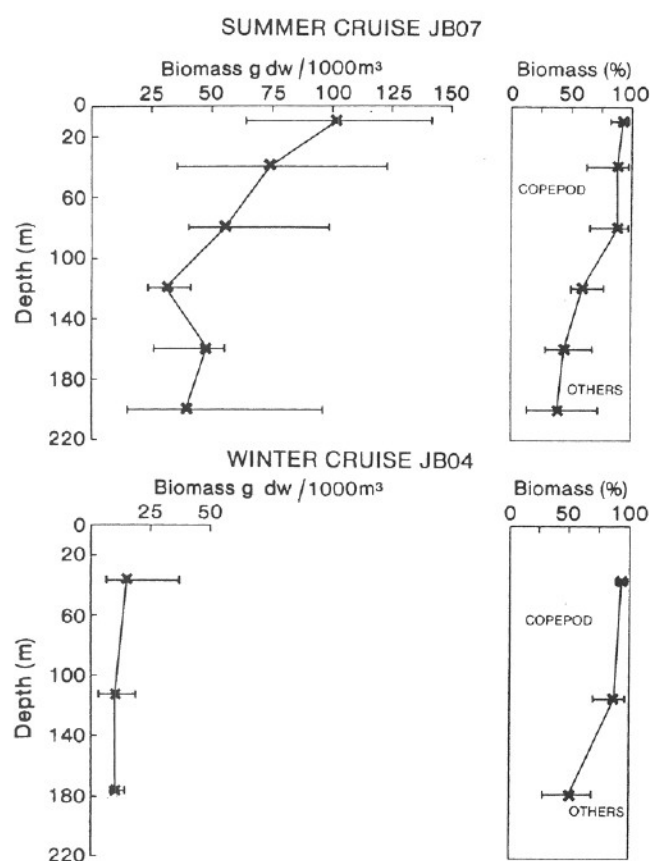 SUMMER CRUISE JB07
Biomass g dw /1000m³
25 50 75 100 125 150
0
20
60
100
140
180
220
Depth (m)
Biomass (%)
0 50 100
COPEPOD
OTHERS
WINTER CRUISE JB04
Biomass g dw /1000m³
25 50
0
20
60
100
140
180
220
Depth (m)
Biomass (%)
0 50 100
COPEPOD
OTHERS